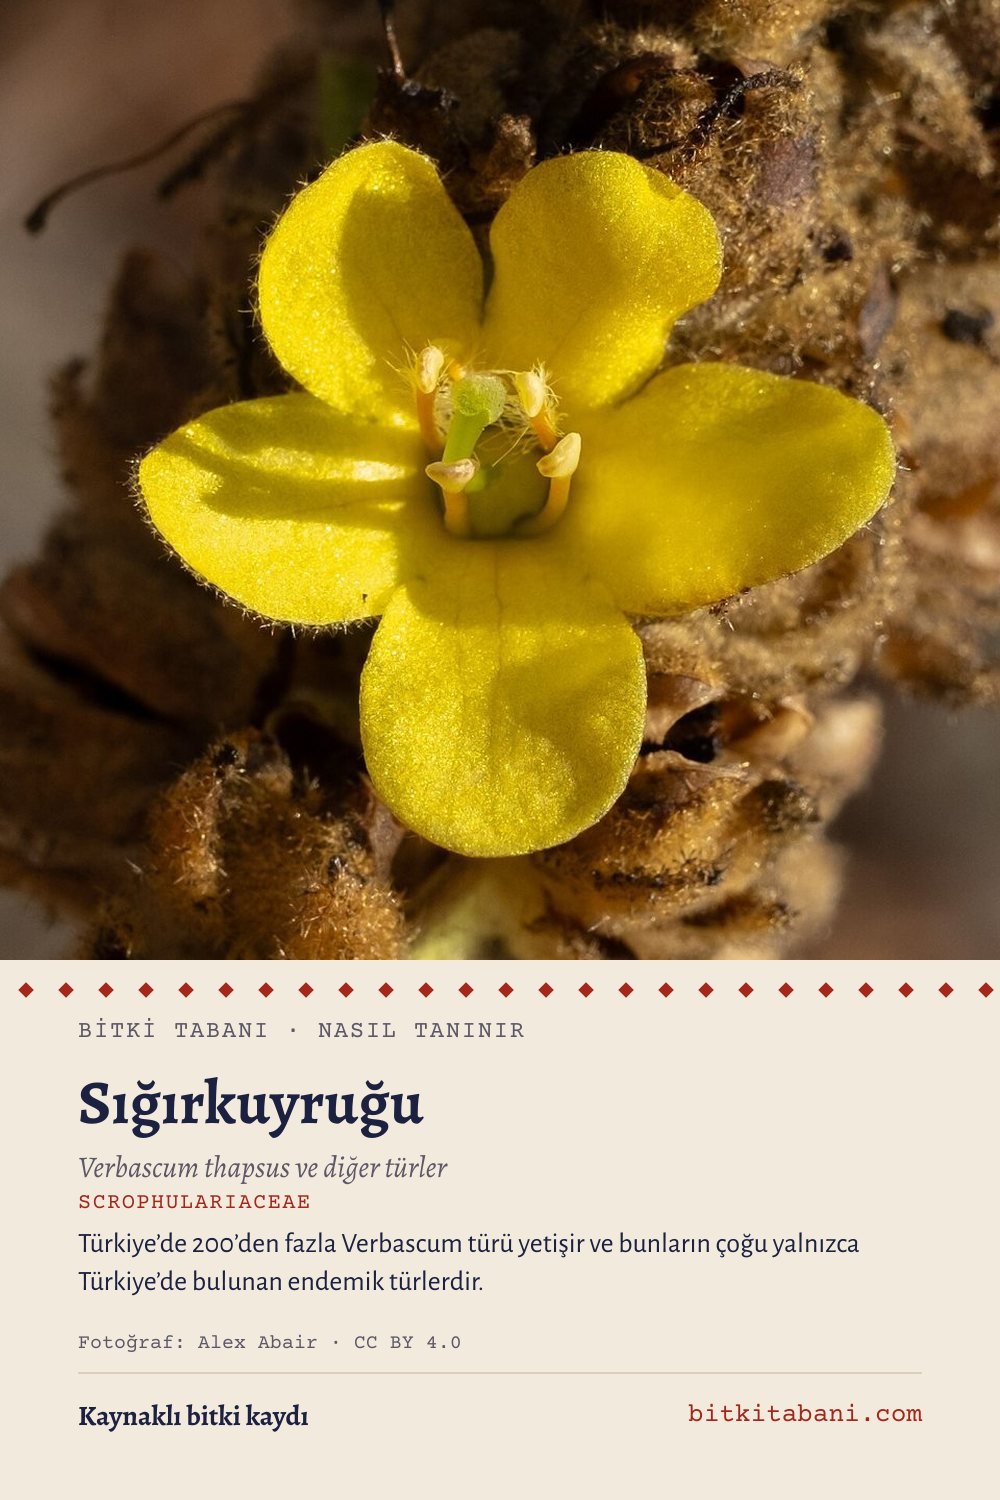 BİTKİ TABANI · NASIL TANINIR
Sığırkuyruğu
Verbascum thapsus ve diğer türler
SCROPHULARIACEAE
Türkiye’de 200’den fazla Verbascum türü yetişir ve bunların çoğu yalnızca
Türkiye’de bulunan endemik türlerdir.
Fotoğraf: Alex Abair · CC BY 4.0
Kaynaklı bitki kaydı
bitkitabani.com